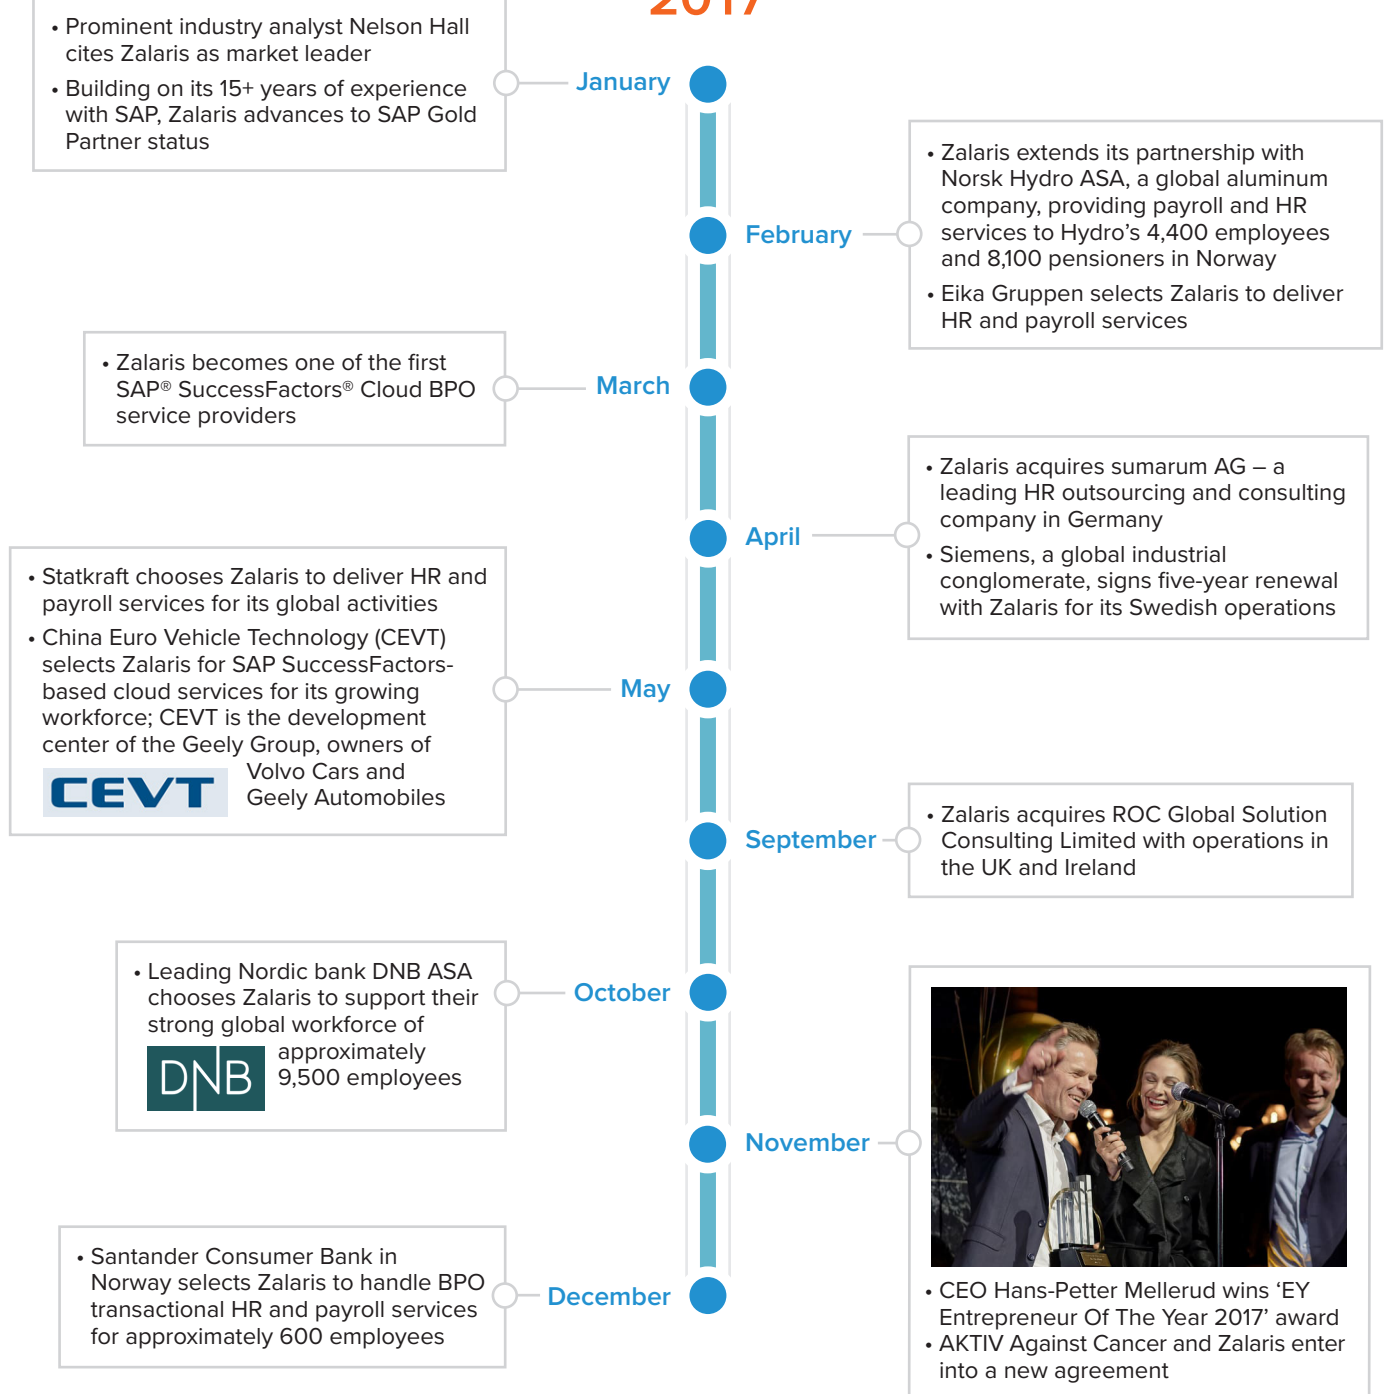 2017
• Prominent industry analyst Nelson Hall
cites Zalaris as market leader
• Building on its 15+ years of experience
with SAP, Zalaris advances to SAP Gold
Partner status
January
• Zalaris extends its partnership with
Norsk Hydro ASA, a global aluminum
company, providing payroll and HR
services to Hydro’s 4,400 employees
and 8,100 pensioners in Norway
• Eika Gruppen selects Zalaris to deliver
HR and payroll services
February
• Zalaris becomes one of the first
SAP® SuccessFactors® Cloud BPO
service providers
March
• Zalaris acquires sumarum AG – a
leading HR outsourcing and consulting
company in Germany
• Siemens, a global industrial
conglomerate, signs five-year renewal
with Zalaris for its Swedish operations
April
• Statkraft chooses Zalaris to deliver HR and
payroll services for its global activities
• China Euro Vehicle Technology (CEVT)
selects Zalaris for SAP SuccessFactors-
based cloud services for its growing
workforce; CEVT is the development
center of the Geely Group, owners of
Volvo Cars and
Geely Automobiles
CEVT
May
September
• Zalaris acquires ROC Global Solution
Consulting Limited with operations in
the UK and Ireland
• Leading Nordic bank DNB ASA
chooses Zalaris to support their
strong global workforce of
approximately
9,500 employees
DNB
October
November
• CEO Hans-Petter Mellerud wins ‘EY
Entrepreneur Of The Year 2017’ award
• AKTIV Against Cancer and Zalaris enter
into a new agreement
• Santander Consumer Bank in
Norway selects Zalaris to handle BPO
transactional HR and payroll services
for approximately 600 employees
December